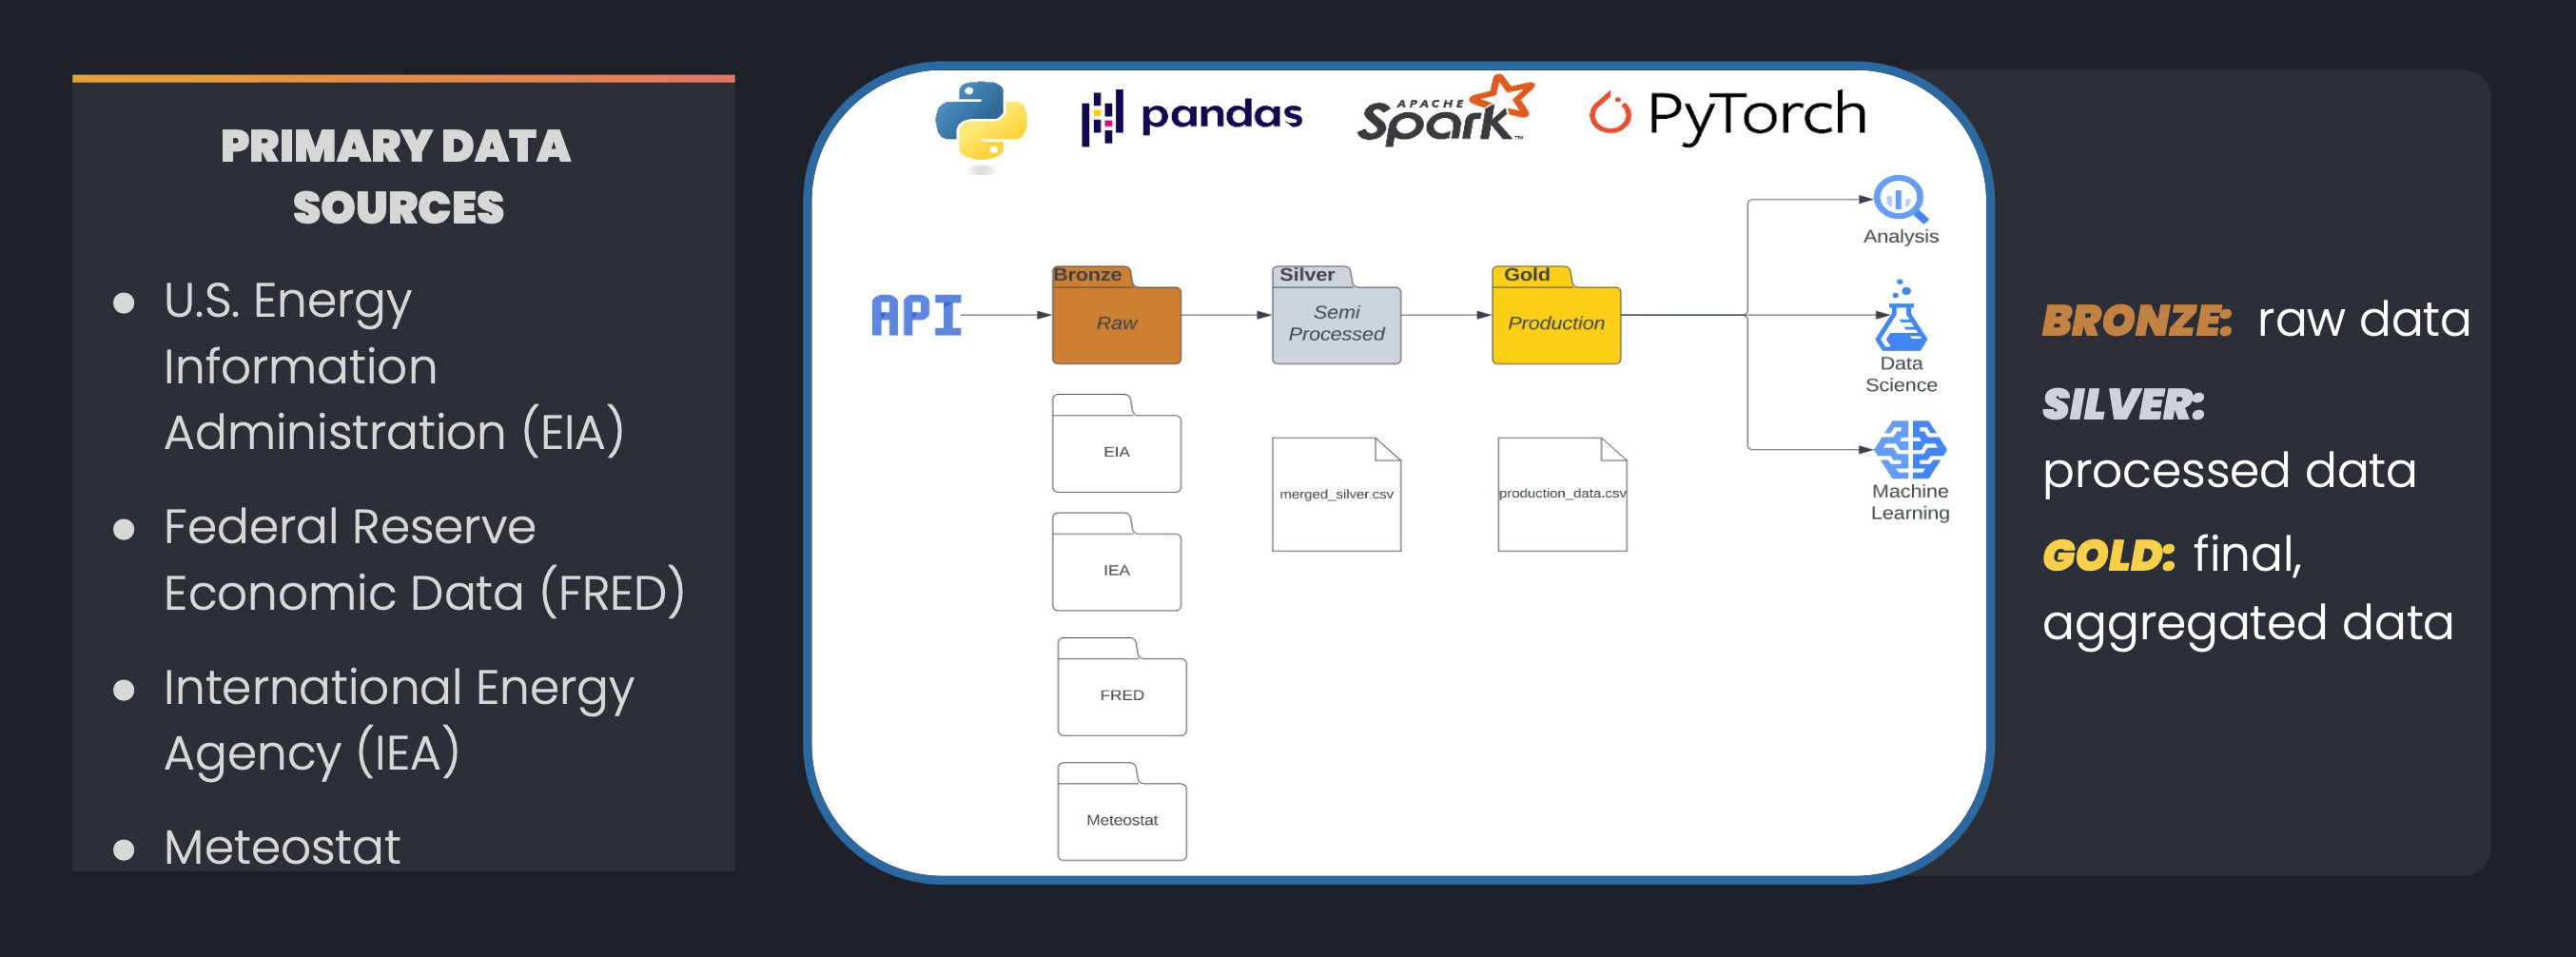 PRIMARY DATA
SOURCES
● U.S. Energy
Information
Administration (EIA)
● Federal Reserve
Economic Data (FRED)
● International Energy
Agency (IEA)
● Meteostat
pandas
APACHE
Spark™
PyTorch
API
Bronze
Raw
Silver
Semi
Processed
Gold
Production
Analysis
Data
Science
Machine
Learning
EIA
IEA
FRED
Meteostat
merged_silver.csv
production_data.csv
BRONZE: raw data
SILVER:
processed data
GOLD: final,
aggregated data